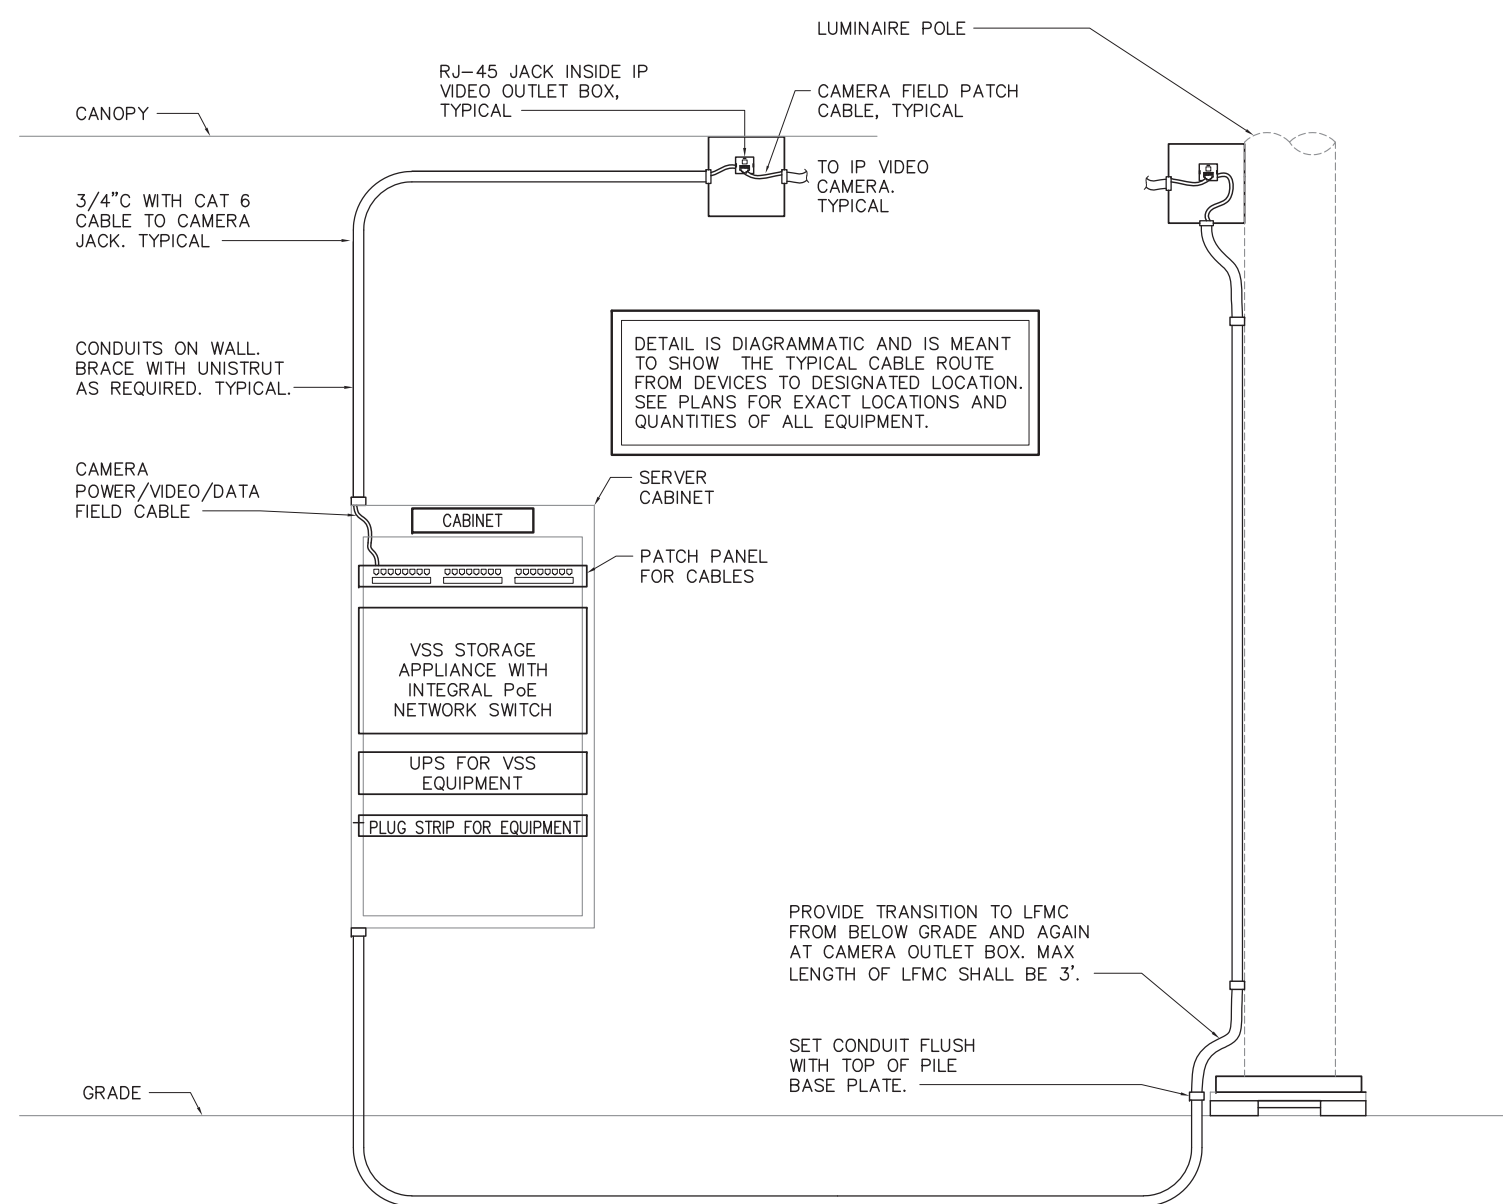 LUMINAIRE POLE
RJ-45 JACK INSIDE IP
VIDEO OUTLET BOX,
TYPICAL
CAMERA FIELD PATCH
CABLE, TYPICAL
CANOPY
TO IP VIDEO
CAMERA.
TYPICAL
3/4"C WITH CAT 6
CABLE TO CAMERA
JACK. TYPICAL
CONDUITS ON WALL.
BRACE WITH UNISTRUT
AS REQUIRED. TYPICAL.
DETAIL IS DIAGRAMMATIC AND IS MEANT
TO SHOW THE TYPICAL CABLE ROUTE
FROM DEVICES TO DESIGNATED LOCATION.
SEE PLANS FOR EXACT LOCATIONS AND
QUANTITIES OF ALL EQUIPMENT.
CAMERA
POWER/VIDEO/DATA
FIELD CABLE
SERVER
CABINET
CABINET
PATCH PANEL
FOR CABLES
VSS STORAGE
APPLIANCE WITH
INTEGRAL PoE
NETWORK SWITCH
UPS FOR VSS
EQUIPMENT
PLUG STRIP FOR EQUIPMENT
PROVIDE TRANSITION TO LFMC
FROM BELOW GRADE AND AGAIN
AT CAMERA OUTLET BOX. MAX
LENGTH OF LFMC SHALL BE 3'.
SET CONDUIT FLUSH
WITH TOP OF PILE
BASE PLATE.
GRADE